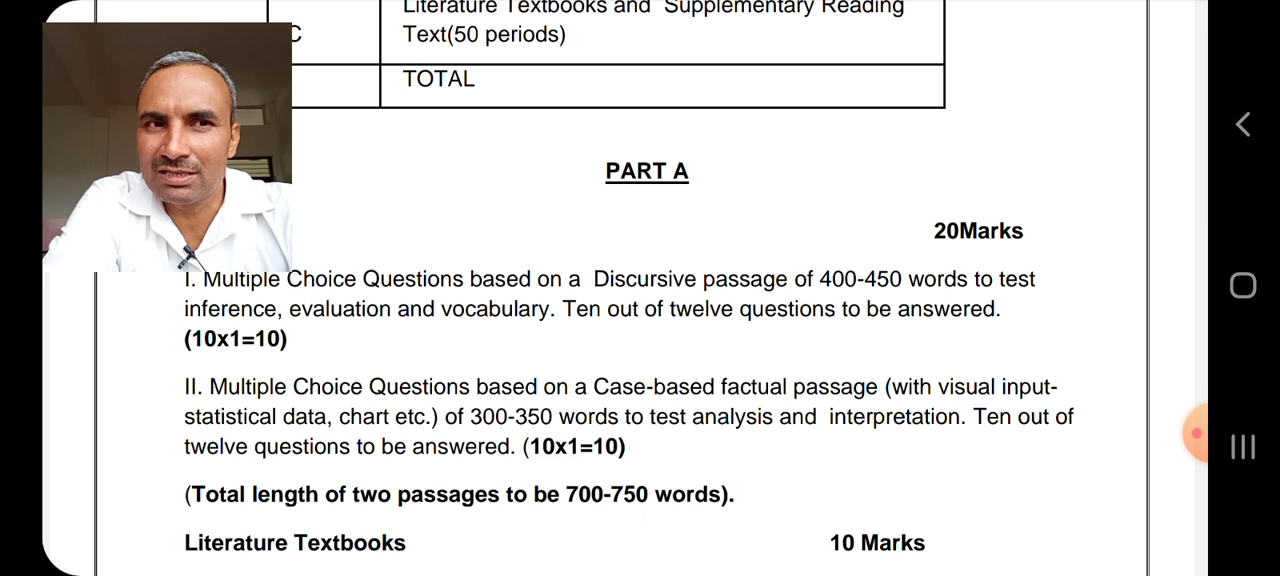 Literature Textbooks and Supplementary Reading
C
Text(50 periods)
TOTAL
PART A
20Marks
I. Multiple Choice Questions based on a Discursive passage of 400-450 words to test
inference, evaluation and vocabulary. Ten out of twelve questions to be answered.
(10x1=10)
II. Multiple Choice Questions based on a Case-based factual passage (with visual input-
statistical data, chart etc.) of 300-350 words to test analysis and interpretation. Ten out of
twelve questions to be answered. (10x1=10)
(Total length of two passages to be 700-750 words).
Literature Textbooks 10 Marks